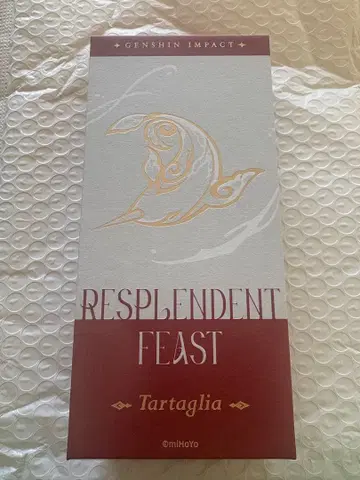 GENSHIN IMPACT
RESPLENDENT
FEAST
Tartaglia
©miHoYo